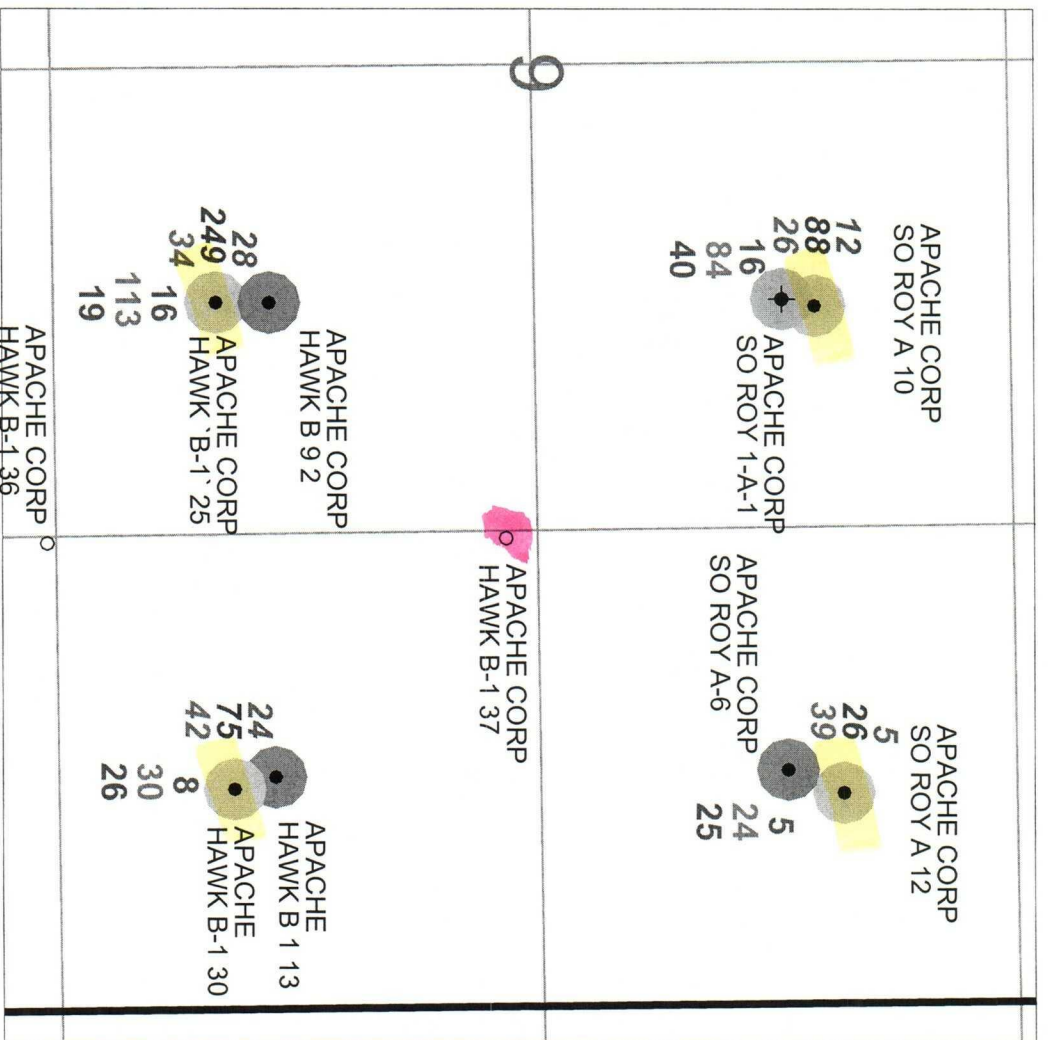 APACHE CORP
SO ROY A 10
12
88
26
16
84
40
APACHE CORP
SO ROY 1-A-1
APACHE CORP
SO ROY A 12
5
26
39
APACHE CORP
SO ROY A-6
5
24
25
9
APACHE CORP
HAWK B-1 37
APACHE CORP
HAWK B 9 2
28
249
34
APACHE CORP
HAWK `B-1` 25
16
113
19
APACHE
HAWK B 1 13
24
75
42
APACHE
HAWK B-1 30
8
30
26
APACHE CORP
HAWK B-1 36